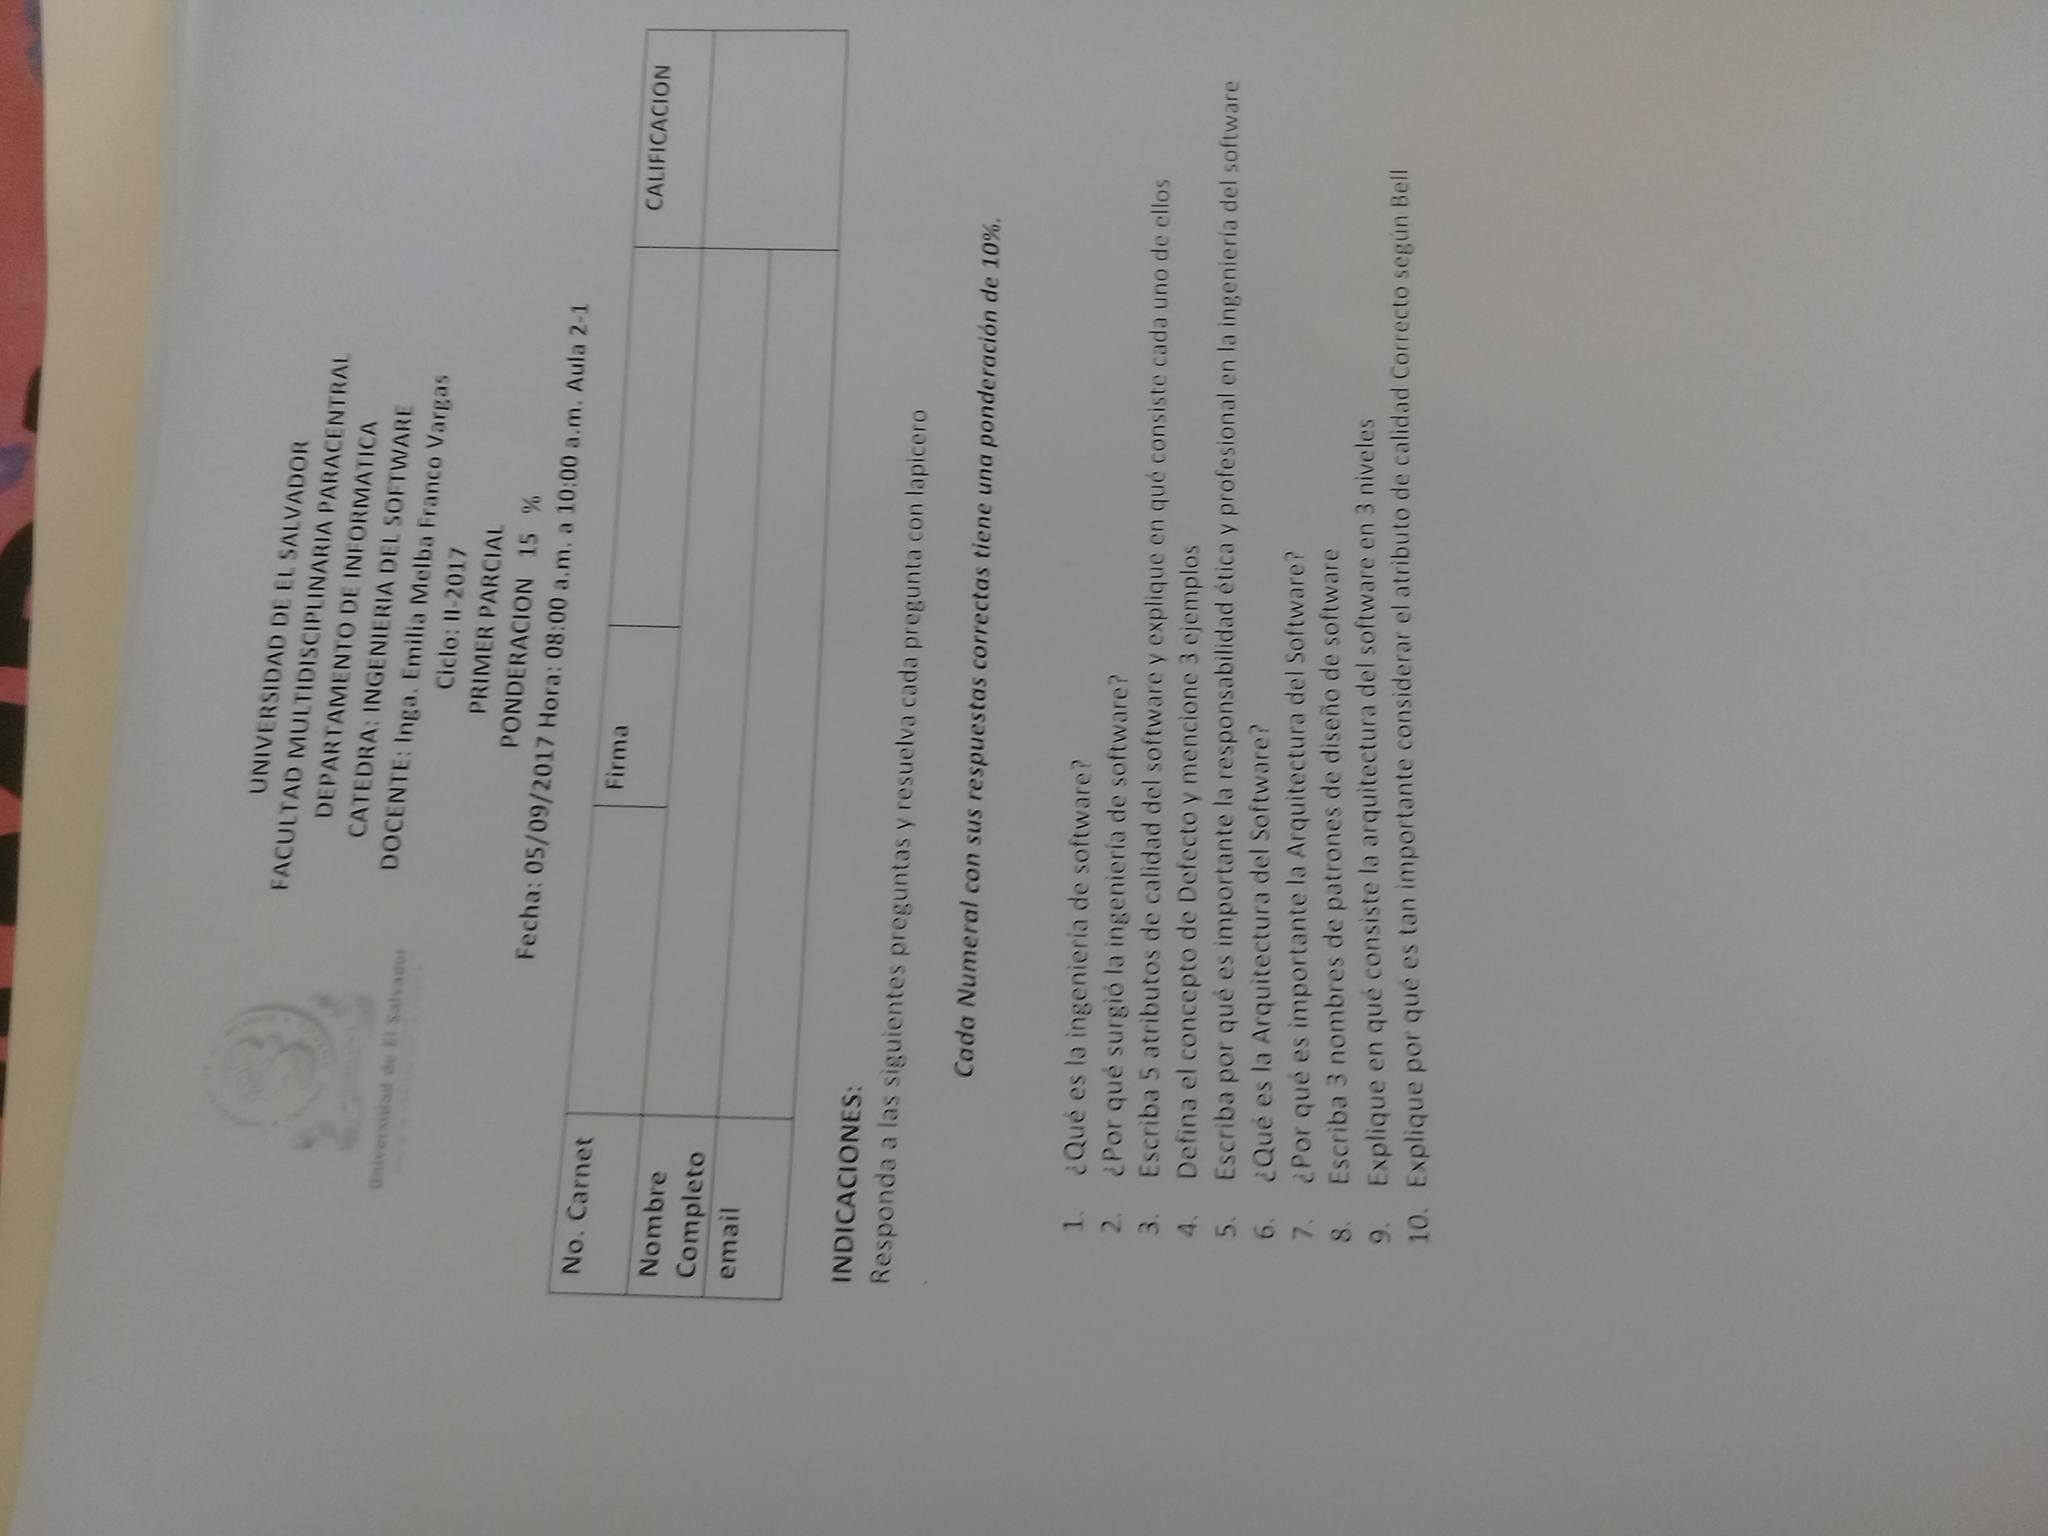 Universidad de El Salvador
UNIVERSIDAD DE EL SALVADOR
FACULTAD MULTIDISCIPLINARIA PARACENTRAL
DEPARTAMENTO DE INFORMATICA
CATEDRA: INGENIERIA DEL SOFTWARE
DOCENTE: Inga. Emilia Melba Franco Vargas
Ciclo: II-2017
PRIMER PARCIAL
PONDERACION 15 %
Fecha: 05/09/2017 Hora: 08:00 a.m. a 10:00 a.m. Aula 2-1
No. Carnet Firma CALIFICACION
Nombre
Completo
email
INDICACIONES:
Responda a las siguientes preguntas y resuelva cada pregunta con lapicero
Cada Numeral con sus respuestas correctas tiene una ponderación de 10%.
1. ¿Qué es la ingeniería de software?
2. ¿Por qué surgió la ingeniería de software?
3. Escriba 5 atributos de calidad del software y explique en qué consiste cada uno de ellos
4. Defina el concepto de Defecto y mencione 3 ejemplos
5. Escriba por qué es importante la responsabilidad ética y profesional en la ingeniería del software
6. ¿Qué es la Arquitectura del Software?
7. ¿Por qué es importante la Arquitectura del Software?
8. Escriba 3 nombres de patrones de diseño de software
9. Explique en qué consiste la arquitectura del software en 3 niveles
10. Explique por qué es tan importante considerar el atributo de calidad Correcto según Bell